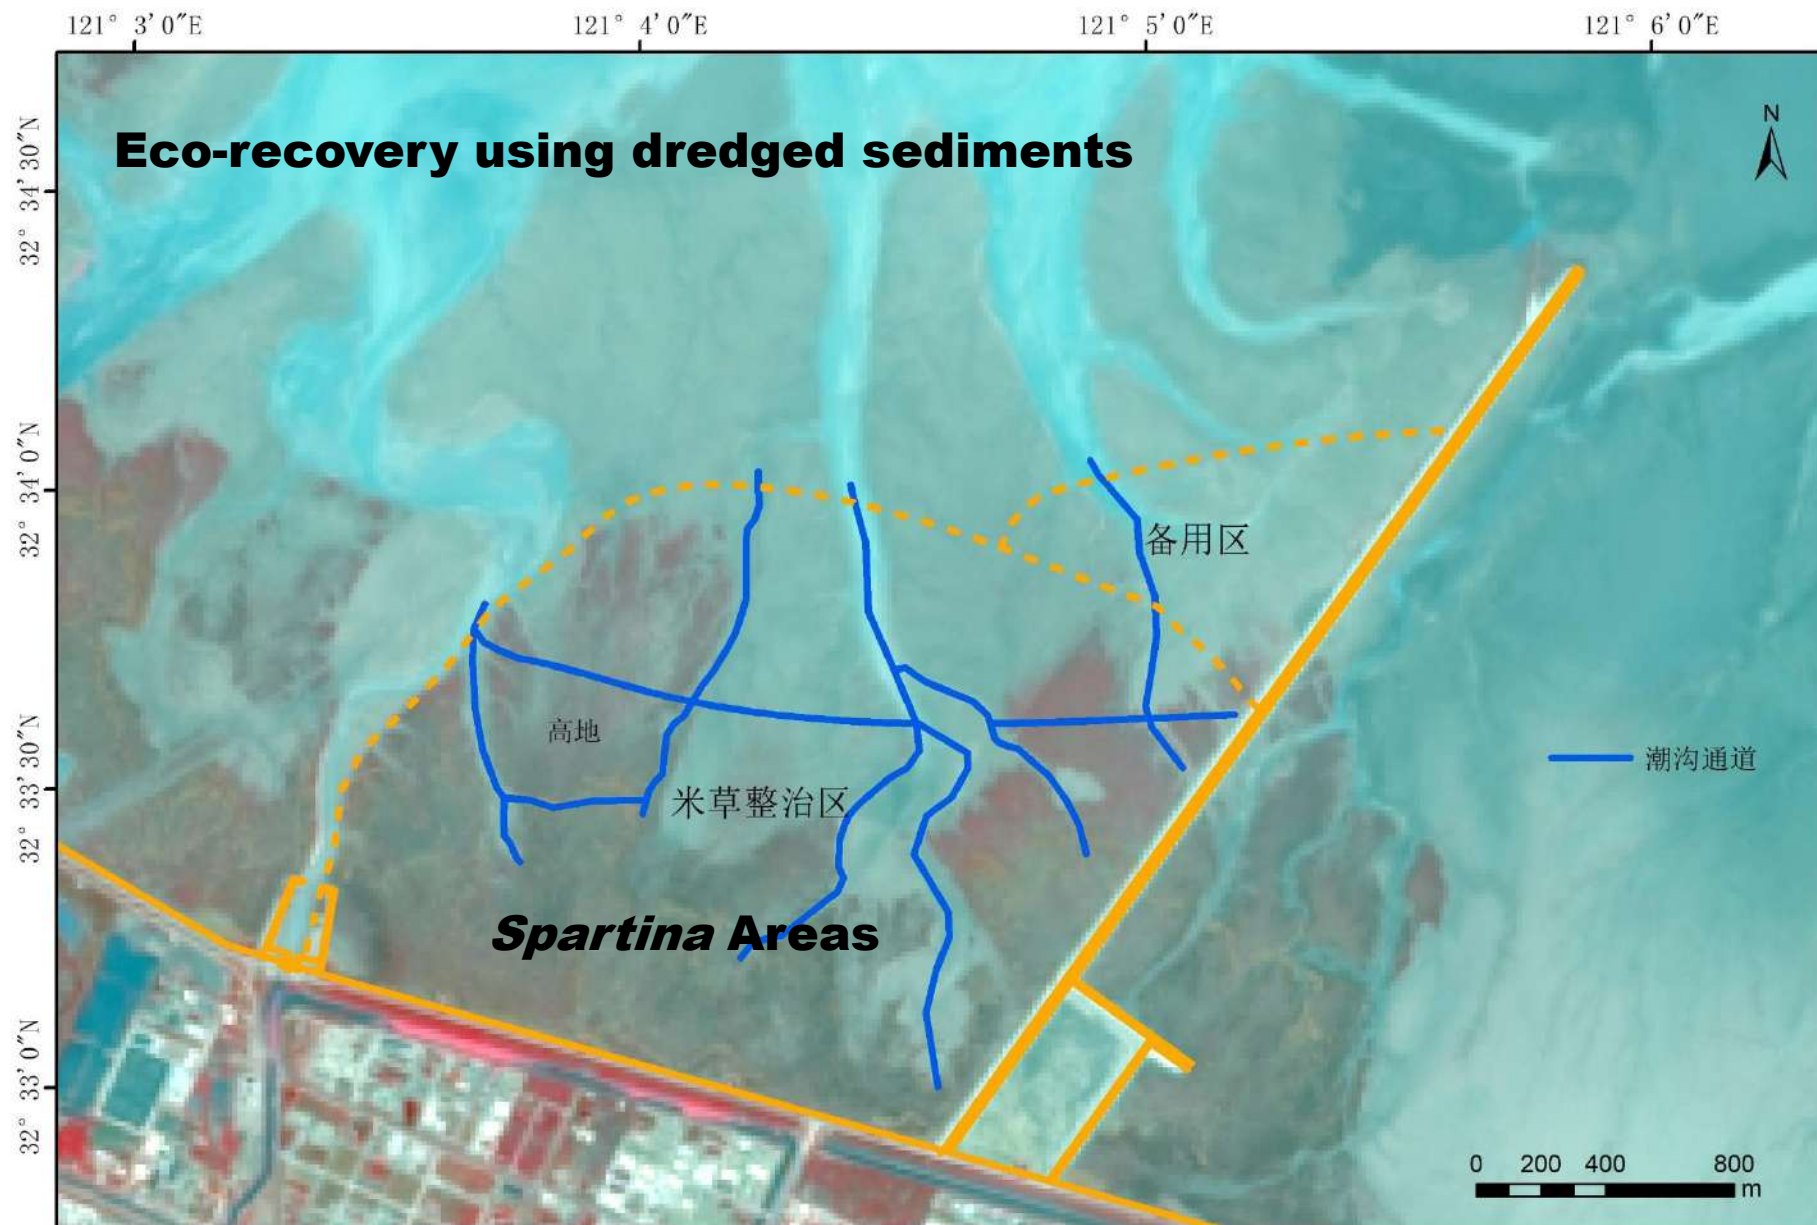 121° 3′0″E 121° 4′0″E 121° 5′0″E 121° 6′0″E
32° 34′30″N
N
Eco-recovery using dredged sediments
32° 34′0″N
备用区
32° 33′30″N
高地
潮沟通道
米草整治区
Spartina Areas
32° 33′0″N
0 200 400 800
m